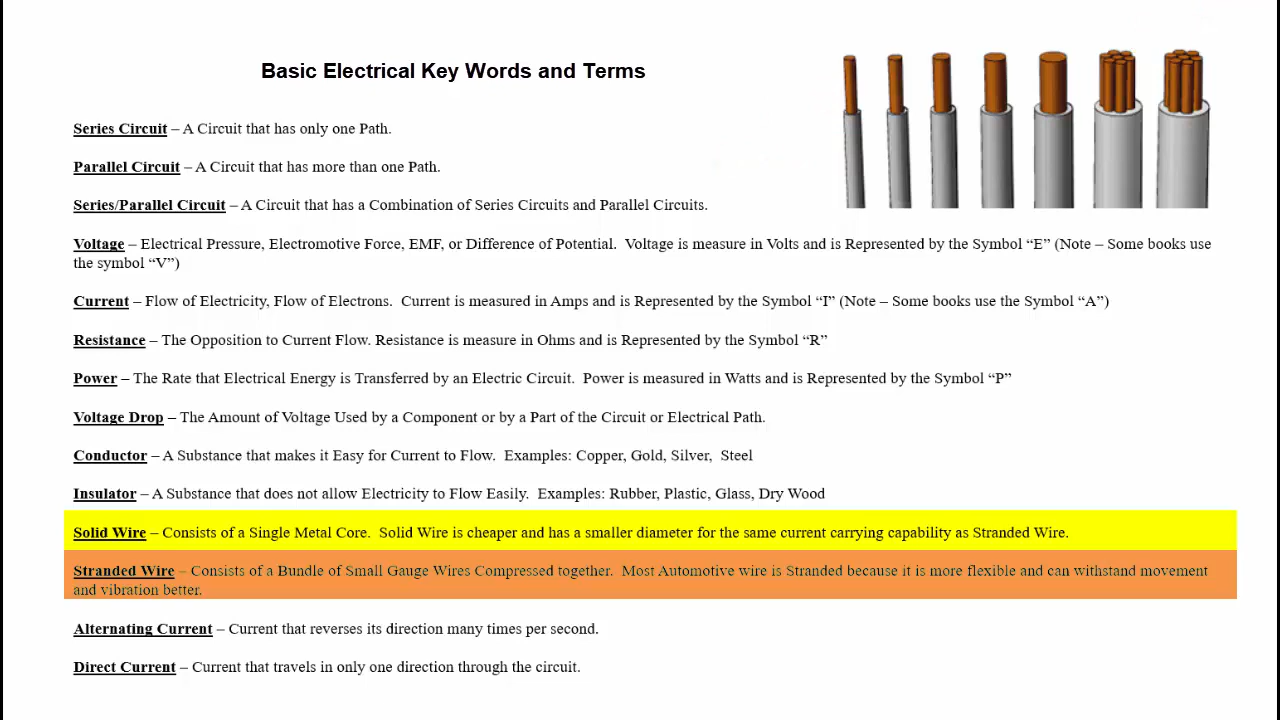 Basic Electrical Key Words and Terms
Series Circuit – A Circuit that has only one Path.
Parallel Circuit – A Circuit that has more than one Path.
Series/Parallel Circuit – A Circuit that has a Combination of Series Circuits and Parallel Circuits.
Voltage – Electrical Pressure, Electromotive Force, EMF, or Difference of Potential.  Voltage is measure in Volts and is Represented by the Symbol “E” (Note – Some books use
the symbol “V”)
Current – Flow of Electricity, Flow of Electrons.  Current is measured in Amps and is Represented by the Symbol “I” (Note – Some books use the Symbol “A”)
Resistance – The Opposition to Current Flow. Resistance is measure in Ohms and is Represented by the Symbol “R”
Power – The Rate that Electrical Energy is Transferred by an Electric Circuit.  Power is measured in Watts and is Represented by the Symbol “P”
Voltage Drop – The Amount of Voltage Used by a Component or by a Part of the Circuit or Electrical Path.
Conductor – A Substance that makes it Easy for Current to Flow.  Examples: Copper, Gold, Silver,  Steel
Insulator – A Substance that does not allow Electricity to Flow Easily.  Examples: Rubber, Plastic, Glass, Dry Wood
Solid Wire – Consists of a Single Metal Core.  Solid Wire is cheaper and has a smaller diameter for the same current carrying capability as Stranded Wire.
Stranded Wire – Consists of a Bundle of Small Gauge Wires Compressed together.  Most Automotive wire is Stranded because it is more flexible and can withstand movement
and vibration better.
Alternating Current – Current that reverses its direction many times per second.
Direct Current – Current that travels in only one direction through the circuit.